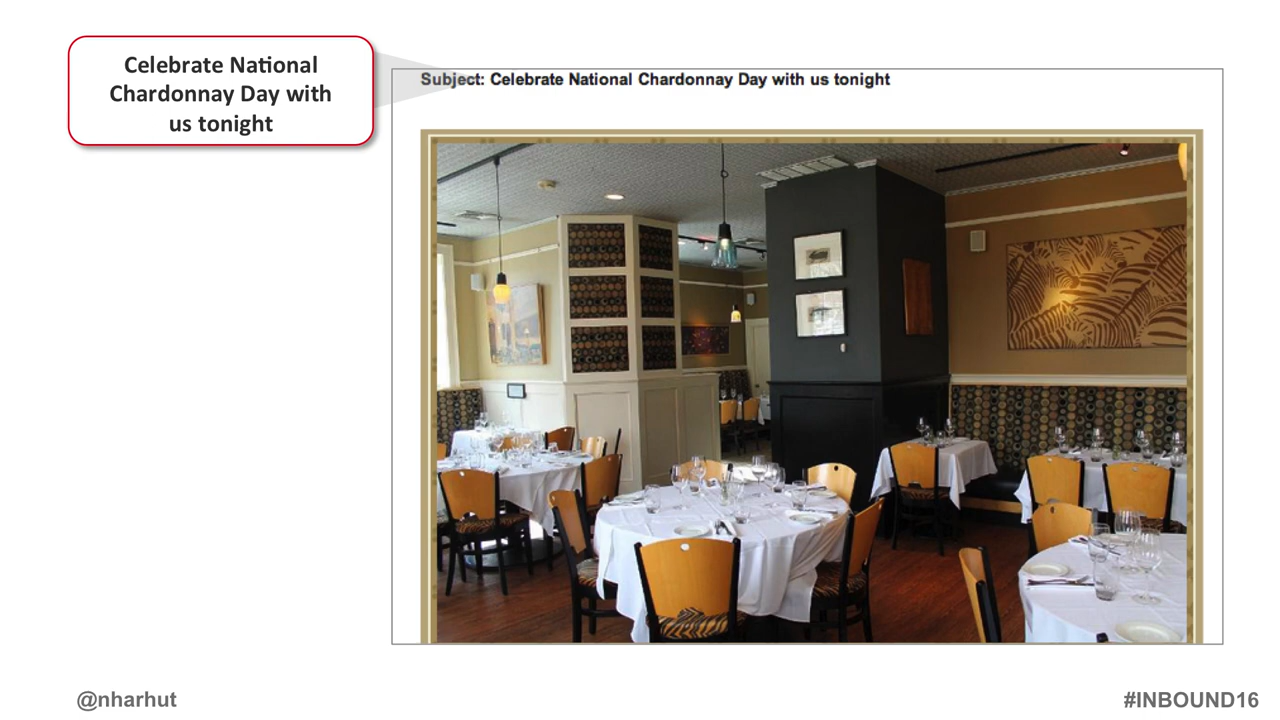 Celebrate National
Chardonnay Day with
us tonight
Subject: Celebrate National Chardonnay Day with us tonight
@nharhut
#INBOUND16